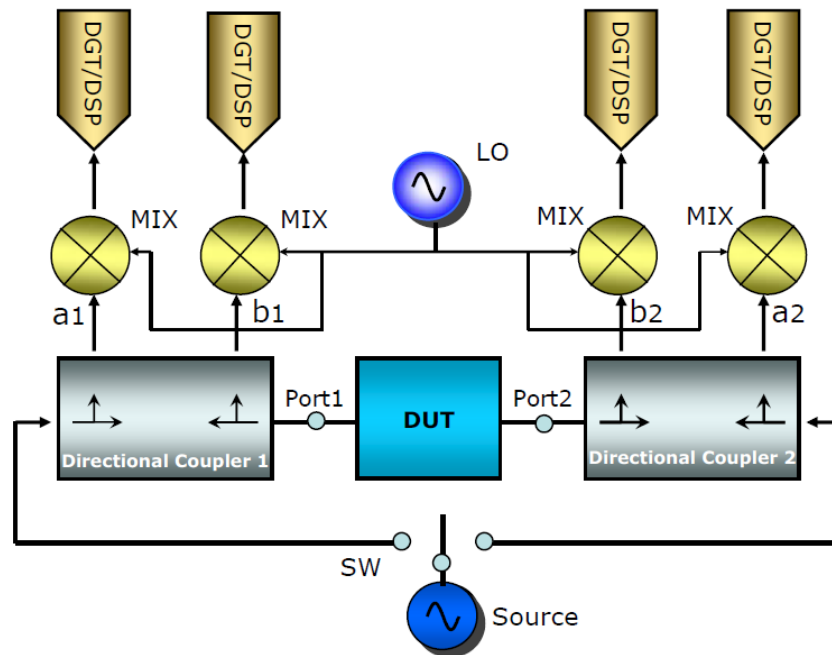 DGT/DSP
DGT/DSP
DGT/DSP
DGT/DSP
LO
MIX
MIX
MIX
MIX
a1
b1
b2
a2
Port1
DUT
Port2
Directional Coupler 1
Directional Coupler 2
SW
Source